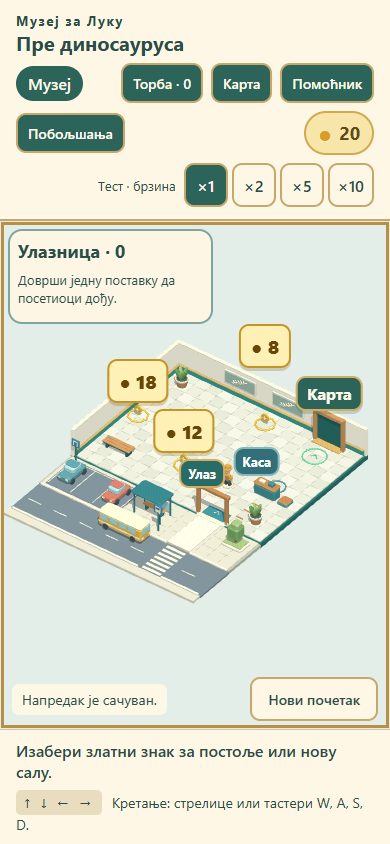 Музеј за Луку
Пре диносауруса
Музеј
Торба · 0
Карта
Помоћник
Побољшања
20
Тест · брзина
×1
×2
×5
×10
Улазница · 0
Доврши једну поставку да
посетиоци дођу.
8
18
Карта
12
Улаз
Каса
Напредак је сачуван.
Нови почетак
Изабери златни знак за постоље или нову
салу.
↑ ↓ ← → Кретање: стрелице или тастери W, A, S,
D.